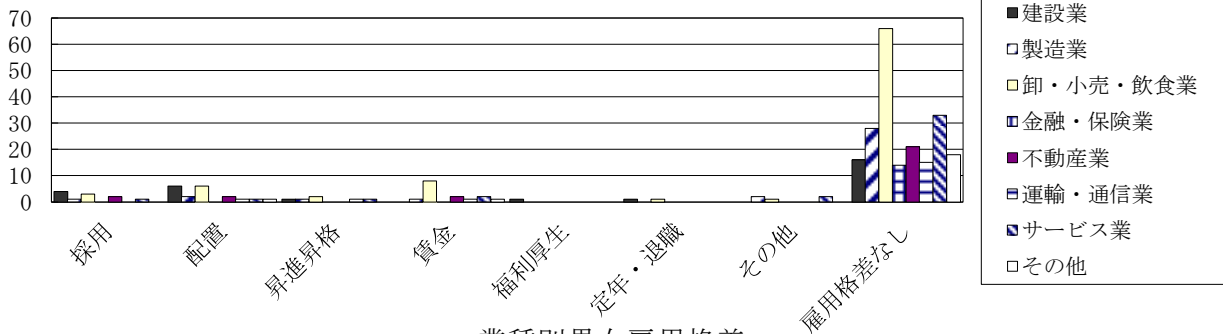 70
60
50
40
30
20
10
0
採用
配置
昇進昇格
賃金
福利厚生
定年・退職
その他
雇用格差なし
建設業
製造業
卸・小売・飲食業
金融・保険業
不動産業
運輸・通信業
サービス業
その他